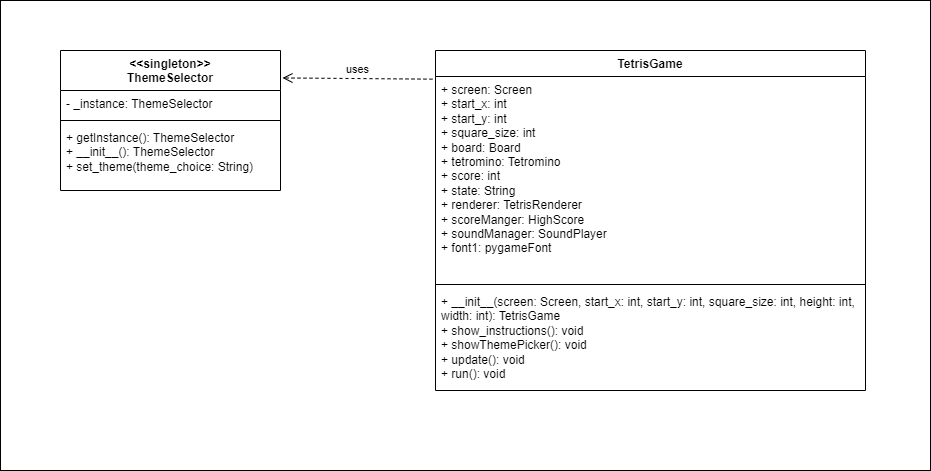 <<singleton>>
ThemeSelector
- _instance: ThemeSelector
+ getInstance(): ThemeSelector
+ __init__(): ThemeSelector
+ set_theme(theme_choice: String)
uses
TetrisGame
+ screen: Screen
+ start_x: int
+ start_y: int
+ square_size: int
+ board: Board
+ tetromino: Tetromino
+ score: int
+ state: String
+ renderer: TetrisRenderer
+ scoreManger: HighScore
+ soundManager: SoundPlayer
+ font1: pygameFont
+ __init__(screen: Screen, start_x: int, start_y: int, square_size: int, height: int,
width: int): TetrisGame
+ show_instructions(): void
+ showThemePicker(): void
+ update(): void
+ run(): void